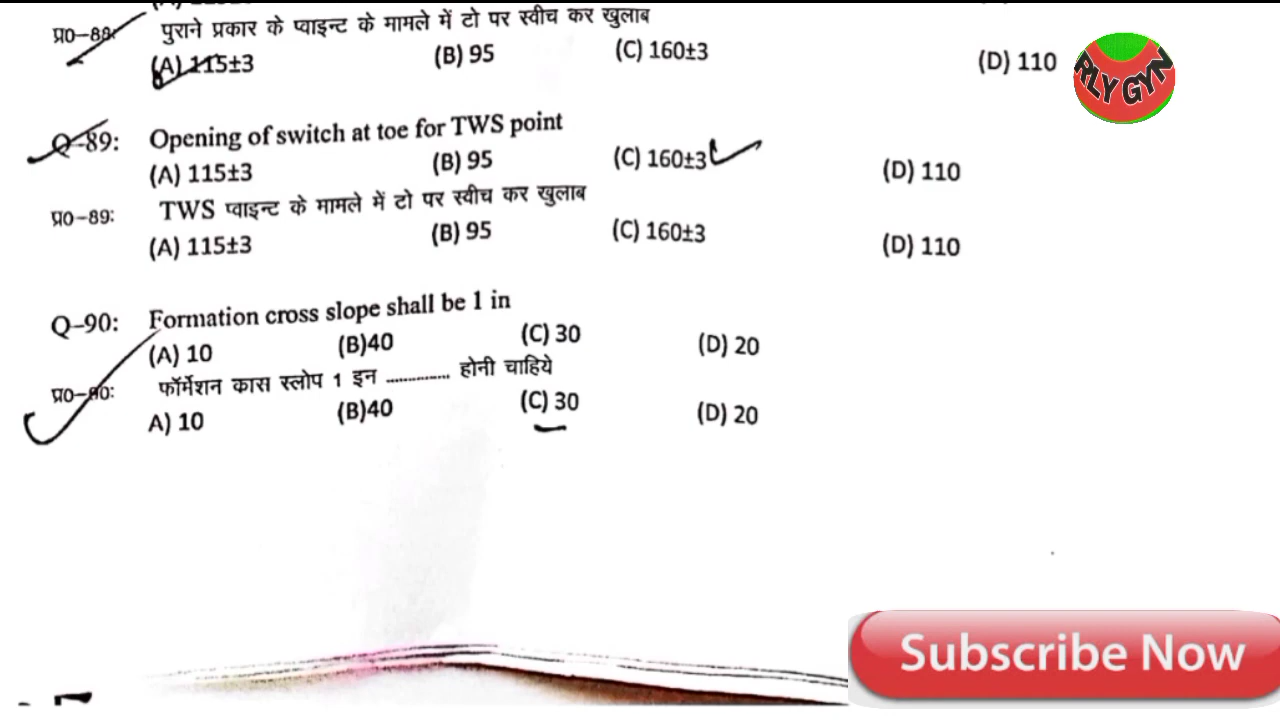 प्र0–88: पुराने प्रकार के प्वाइन्ट के मामले में टो पर स्वीच कर खुलाब
(A) 115±3 (B) 95 (C) 160±3 (D) 110
RLY GYN
Q–89: Opening of switch at toe for TWS point
(A) 115±3 (B) 95 (C) 160±3 (D) 110
प्र0–89: TWS प्वाइन्ट के मामले में टो पर स्वीच कर खुलाब
(A) 115±3 (B) 95 (C) 160±3 (D) 110
Q–90: Formation cross slope shall be 1 in
(A) 10 (B)40 (C) 30 (D) 20
प्र0–90: फॉर्मेशन कास स्लोप 1 इन .............. होनी चाहिये
A) 10 (B)40 (C) 30 (D) 20
Subscribe Now